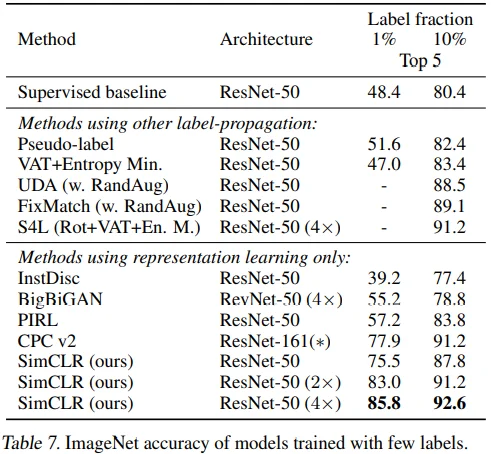 Label fraction
Method Architecture 1% 10%
Top 5
Supervised baseline ResNet-50 48.4 80.4
Methods using other label-propagation:
Pseudo-label ResNet-50 51.6 82.4
VAT+Entropy Min. ResNet-50 47.0 83.4
UDA (w. RandAug) ResNet-50 - 88.5
FixMatch (w. RandAug) ResNet-50 - 89.1
S4L (Rot+VAT+En. M.) ResNet-50 (4×) - 91.2
Methods using representation learning only:
InstDisc ResNet-50 39.2 77.4
BigBiGAN RevNet-50 (4×) 55.2 78.8
PIRL ResNet-50 57.2 83.8
CPC v2 ResNet-161(∗) 77.9 91.2
SimCLR (ours) ResNet-50 75.5 87.8
SimCLR (ours) ResNet-50 (2×) 83.0 91.2
SimCLR (ours) ResNet-50 (4×) 85.8 92.6
Table 7. ImageNet accuracy of models trained with few labels.